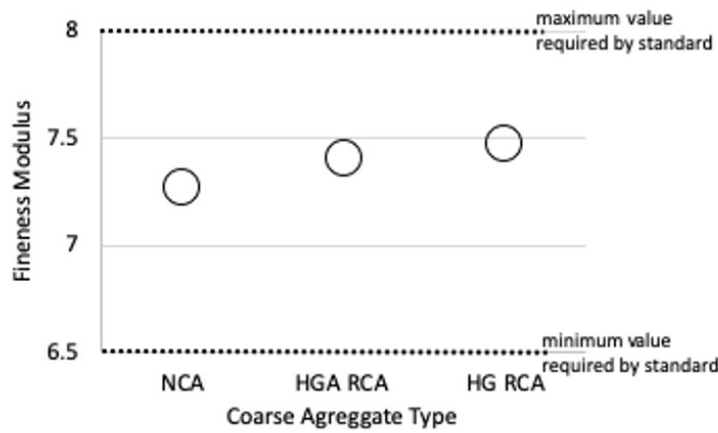 maximum value
required by standard
8
7.5
7
6.5
Fineness Modulus
minimum value
required by standard
NCA
HGA RCA
HG RCA
Coarse Agreggate Type